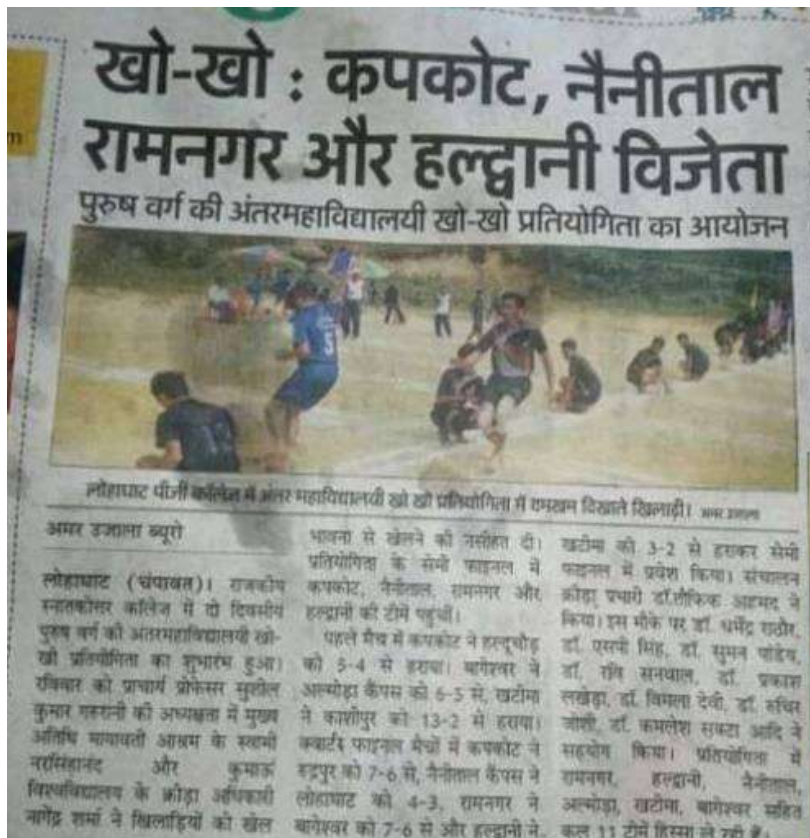 खो-खो : कपकोट, नैनीताल
रामनगर और हल्द्वानी विजेता
पुरुष वर्ग की अंतरमहाविद्यालयी खो-खो प्रतियोगिता का आयोजन
लोहाघाट पीजी कॉलेज में अंतर महाविद्यालयी खो खो प्रतियोगिता में दमखम दिखाते खिलाड़ी। अमर उजाला
अमर उजाला ब्यूरो
लोहाघाट (चंपावत)। राजकीय
स्नातकोत्तर कॉलेज में दो दिवसीय
पुरुष वर्ग की अंतरमहाविद्यालयी खो-
खो प्रतियोगिता का शुभारंभ हुआ।
रविवार को प्राचार्य प्रोफेसर सुशील
कुमार गरुरानी की अध्यक्षता में मुख्य
अतिथि मायावती आश्रम के स्वामी
नरसिंहानंद और कुमाऊं
विश्वविद्यालय के क्रीड़ा अधिकारी
नागेंद्र शर्मा ने खिलाड़ियों को खेल
भावना से खेलने की नसीहत दी।
प्रतियोगिता के सेमी फाइनल में
कपकोट, नैनीताल, रामनगर और
हल्द्वानी की टीमें पहुंचीं।
पहले मैच में कपकोट ने हल्दूचौड़
को 5-4 से हराया। बागेश्वर ने
अल्मोड़ा कैंपस को 6-5 से, खटीमा
ने काशीपुर को 13-2 से हराया।
क्वार्टर फाइनल मैचों में कपकोट ने
रुद्रपुर को 7-6 से, नैनीताल कैंपस ने
लोहाघाट को 4-3, रामनगर ने
बागेश्वर को 7-6 से और हल्द्वानी ने
खटीमा को 3-2 से हराकर सेमी
फाइनल में प्रवेश किया। संचालन
क्रीड़ा प्रभारी डॉ.तौफिक अहमद ने
किया। इस मौके पर डॉ. धर्मेंद्र राठौर,
डॉ. एसपी सिंह, डॉ. सुमन पांडेय,
डॉ. रवि सनवाल, डॉ. प्रकाश
लखेड़ा, डॉ. विमला देवी, डॉ. रुचिर
जोशी, डॉ. कमलेश सक्टा आदि ने
सहयोग किया। प्रतियोगिता में
रामनगर, हल्द्वानी, नैनीताल,
अल्मोड़ा, खटीमा, बागेश्वर सहित
कुल 11 टीमें हिस्सा ले रही हैं